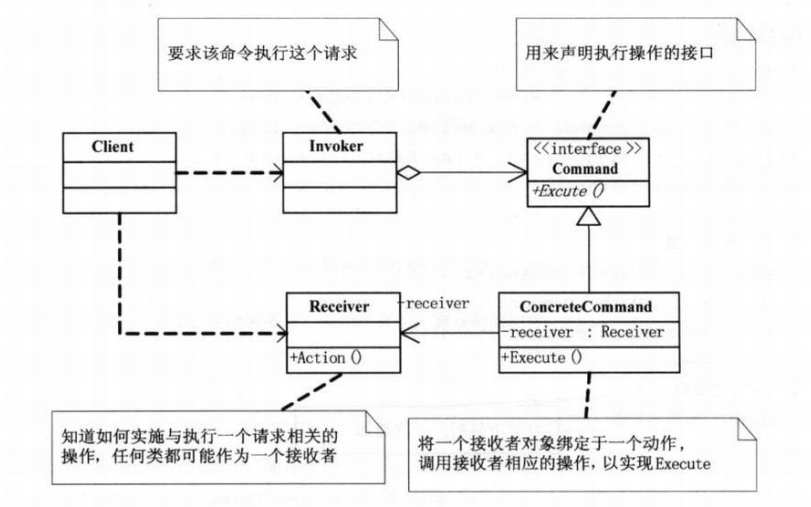 要求该命令执行这个请求
用来声明执行操作的接口
Client
Invoker
<<interface>>
Command
+Excute()
Receiver
-receiver
ConcreteCommand
-receiver : Receiver
+Action()
+Execute()
知道如何实施与执行一个请求相关的
操作，任何类都可能作为一个接收者
将一个接收者对象绑定于一个动作，
调用接收者相应的操作，以实现Execute